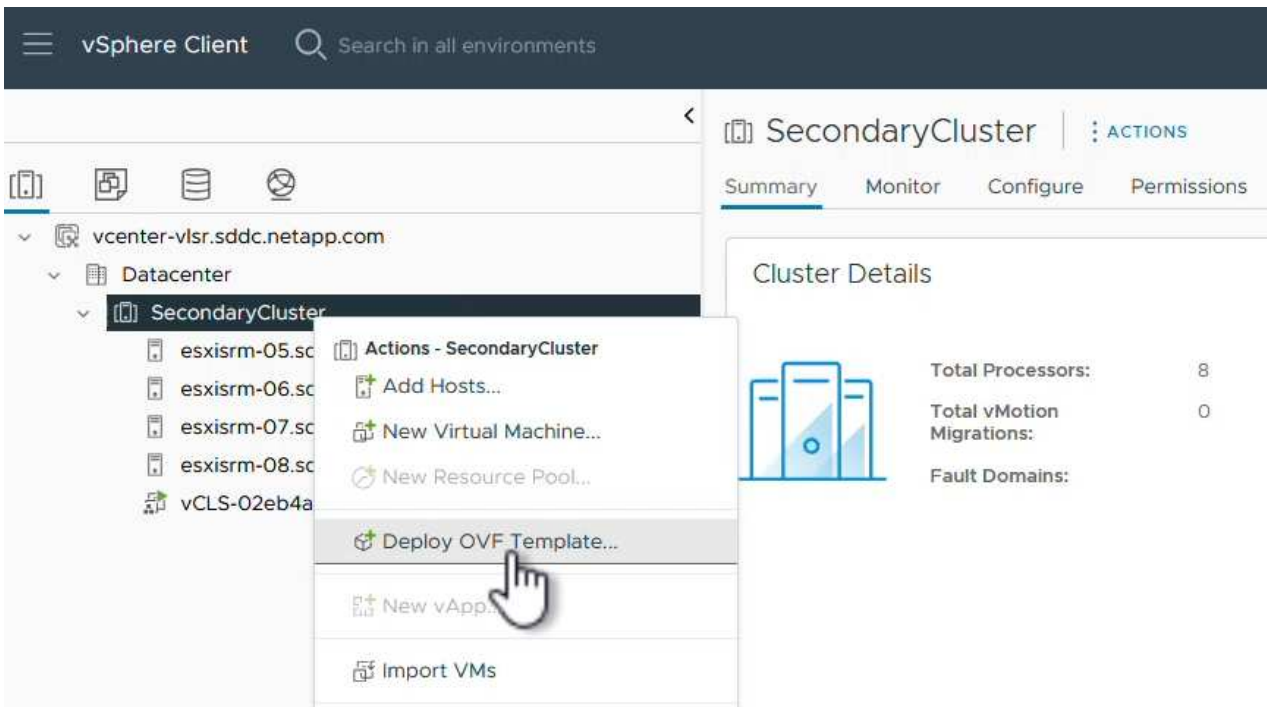 vSphere Client
Search in all environments
SecondaryCluster
ACTIONS
Summary Monitor Configure Permissions
vcenter-vlsr.sddc.netapp.com
Datacenter
SecondaryCluster
esxisrm-05.sc
esxisrm-06.sc
esxisrm-07.sc
esxisrm-08.sc
vCLS-02eb4a
Actions - SecondaryCluster
Add Hosts...
New Virtual Machine...
New Resource Pool...
Deploy OVF Template...
New vApp...
Import VMs
Cluster Details
Total Processors: 8
Total vMotion 0
Migrations:
Fault Domains: